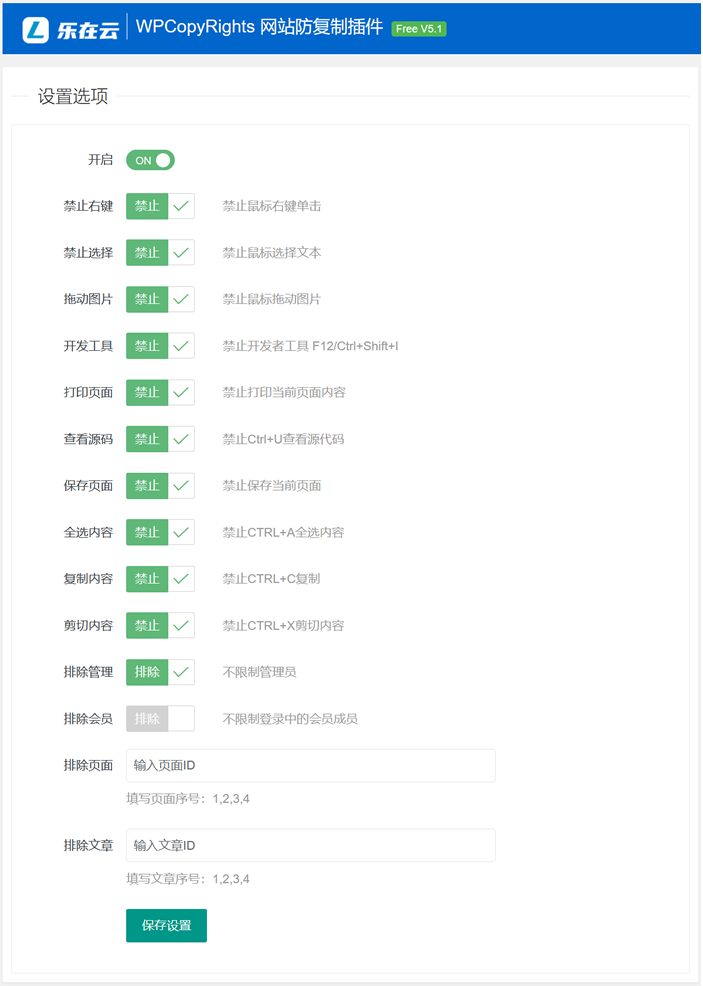 乐在云 WPCopyRights 网站防复制插件 Free V5.1
设置选项
开启 ON
禁止右键 禁止 禁止鼠标右键单击
禁止选择 禁止 禁止鼠标选择文本
拖动图片 禁止 禁止鼠标拖动图片
开发工具 禁止 禁止开发者工具 F12/Ctrl+Shift+I
打印页面 禁止 禁止打印当前页面内容
查看源码 禁止 禁止Ctrl+U查看源代码
保存页面 禁止 禁止保存当前页面
全选内容 禁止 禁止CTRL+A全选内容
复制内容 禁止 禁止CTRL+C复制
剪切内容 禁止 禁止CTRL+X剪切内容
排除管理 排除 不限制管理员
排除会员 排除 不限制登录中的会员成员
排除页面 输入页面ID
填写页面序号：1,2,3,4
排除文章 输入文章ID
填写文章序号：1,2,3,4
保存设置